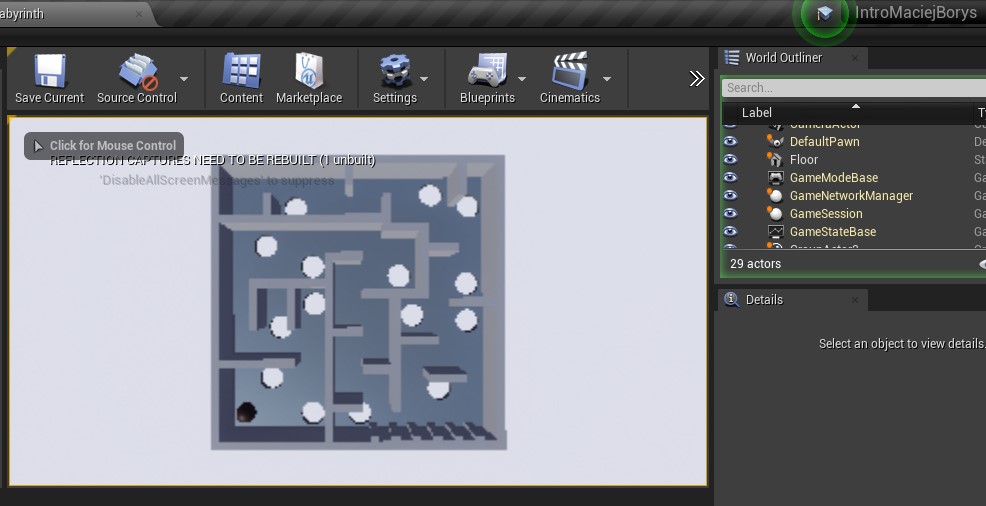 abyrinth
IntroMaciejBorys
Save Current
Source Control
Content
Marketplace
Settings
Blueprints
Cinematics
Click for Mouse Control
REFLECTION CAPTURES NEED TO BE REBUILT (1 unbuilt)
'DisableAllScreenMessages' to suppress
World Outliner
Search...
Label
CameraActor
DefaultPawn
Floor
GameModeBase
GameNetworkManager
GameSession
GameStateBase
29 actors
Details
Select an object to view details.